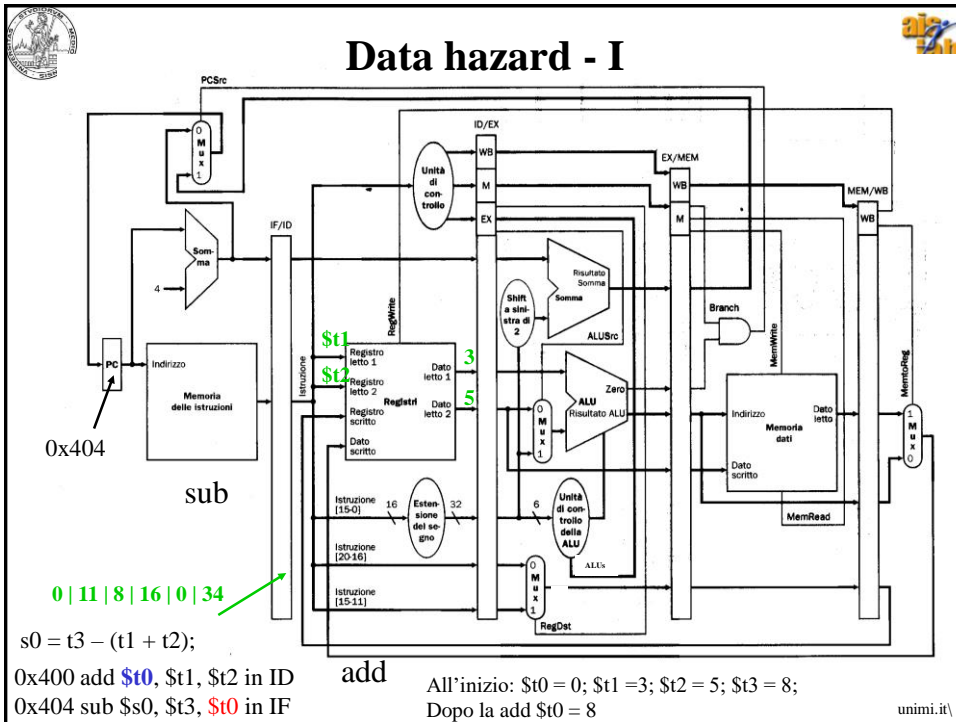 Data hazard - I
PCSrc
0
M
u
x
1
ID/EX
WB
M
EX
Unità
di con-
trollo
EX/MEM
WB
M
MEM/WB
WB
IF/ID
Som-
ma
4
RegWrite
Shift
a sini-
stra di
2
Risultato
Somma
Somma
ALUSrc
Branch
MemWrite
MemtoReg
PC
Indirizzo
Memoria
delle istruzioni
Istruzione
$t1
Registro
letto 1
$t2
Registro
letto 2
Registri
Registro
scritto
Dato
scritto
Dato
letto 1
3
Dato
letto 2
5
0
M
u
x
1
ALU
Zero
Risultato ALU
Indirizzo
Dato
letto
Memoria
dati
Dato
scritto
MemRead
1
M
u
x
0
0x404
sub
Istruzione
[15-0]
16
Esten-
sione
del se-
gno
32
6
Unità
di con-
trollo
della
ALU
ALUs
Istruzione
[20-16]
Istruzione
[15-11]
0
M
u
x
1
RegDst
0 | 11 | 8 | 16 | 0 | 34
s0 = t3 – (t1 + t2);
0x400 add $t0, $t1, $t2 in ID
0x404 sub $s0, $t3, $t0 in IF
add
All'inizio: $t0 = 0; $t1 =3; $t2 = 5; $t3 = 8;
Dopo la add $t0 = 8
unimi.it\